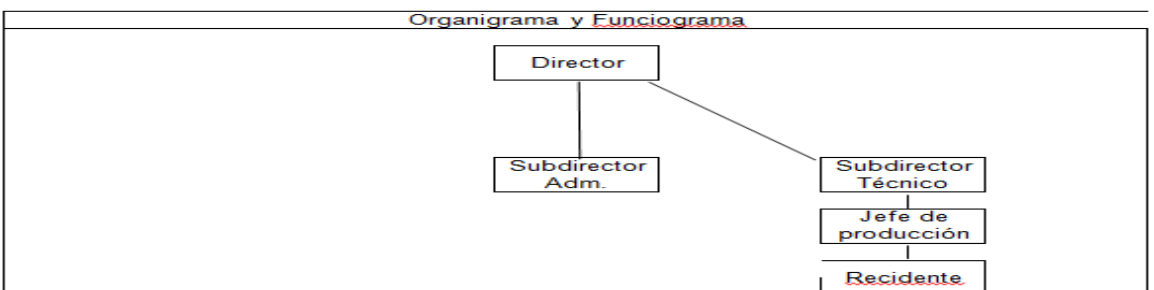 Organigrama y Funciograma
Director
Subdirector
Adm.
Subdirector
Técnico
Jefe de
producción
Recidente